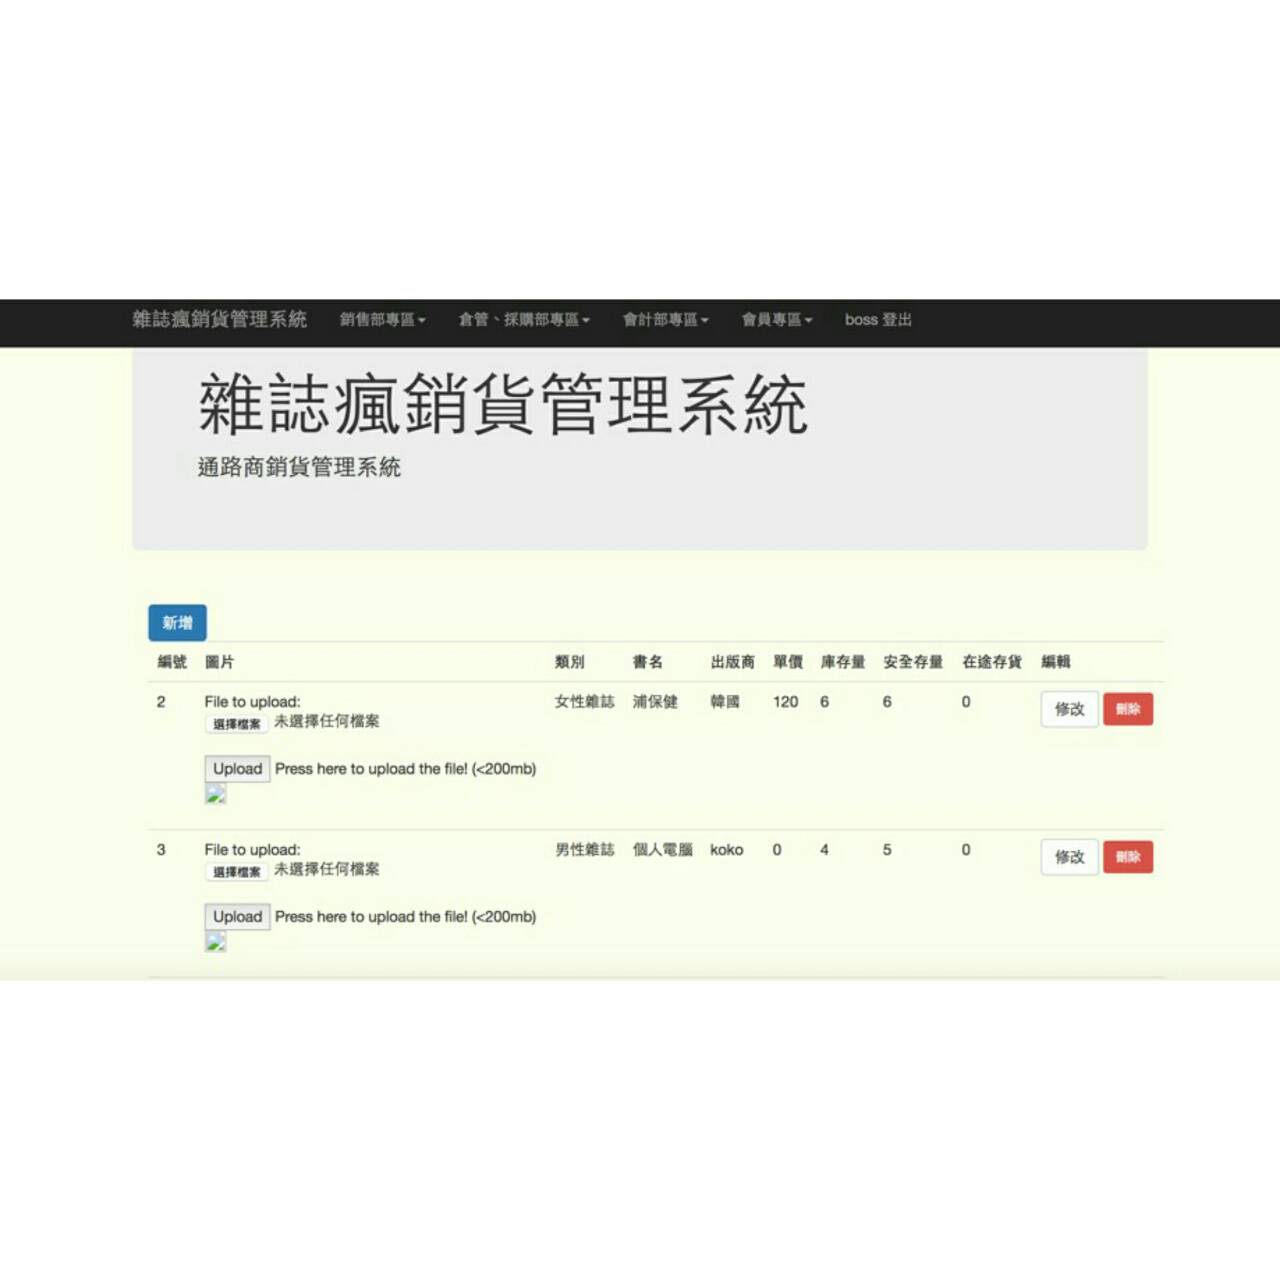 雜誌瘋銷貨管理系統 銷售部專區 倉管、採購部專區 會計部專區 會員專區 boss 登出
雜誌瘋銷貨管理系統
通路商銷貨管理系統
新增
編號 圖片 類別 書名 出版商 單價 庫存量 安全存量 在途存貨 編輯
2 File to upload: 女性雜誌 浦保健 韓國 120 6 6 0 修改 刪除
選擇檔案 未選擇任何檔案
Upload Press here to upload the file! (<200mb)
3 File to upload: 男性雜誌 個人電腦 koko 0 4 5 0 修改 刪除
選擇檔案 未選擇任何檔案
Upload Press here to upload the file! (<200mb)